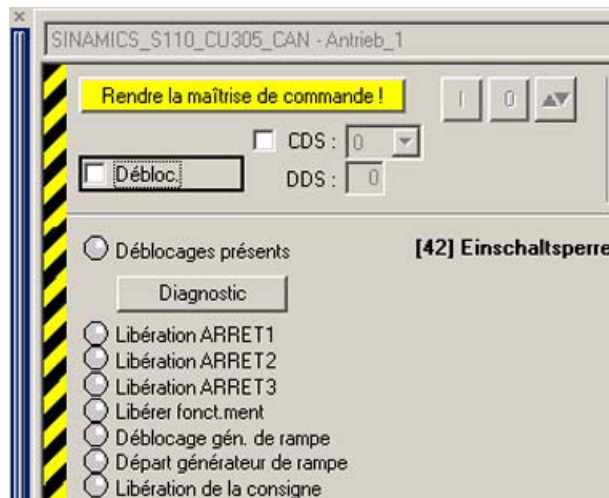 SINAMICS_S110_CU305_CAN - Antrieb_1
Rendre la maîtrise de commande !
I 0
CDS : 0
Débloc.
DDS : 0
Déblocages présents [42] Einschaltsperre
Diagnostic
Libération ARRET1
Libération ARRET2
Libération ARRET3
Libérer fonct.ment
Déblocage gén. de rampe
Départ générateur de rampe
Libération de la consigne